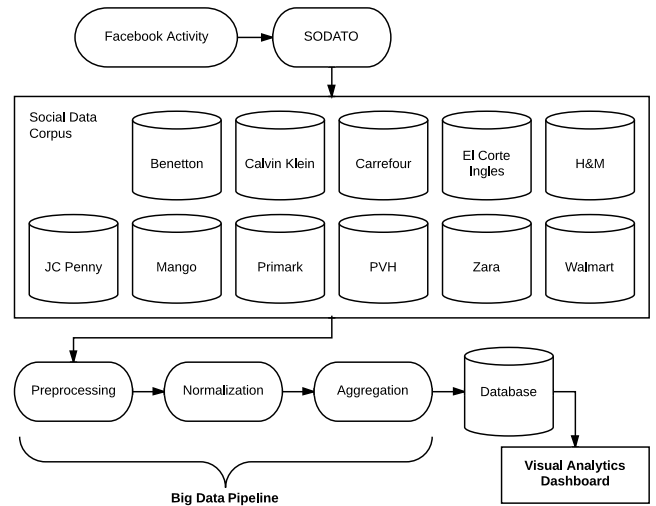 Facebook Activity
SODATO
Social Data
Corpus
Benetton
Calvin Klein
Carrefour
El Corte
Ingles
H&M
JC Penny
Mango
Primark
PVH
Zara
Walmart
Preprocessing
Normalization
Aggregation
Database
Visual Analytics
Dashboard
Big Data Pipeline